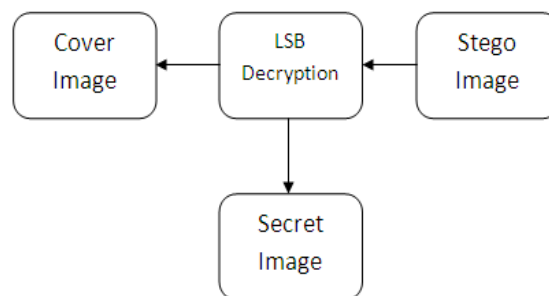 Cover
Image
LSB
Decryption
Stego
Image
Secret
Image